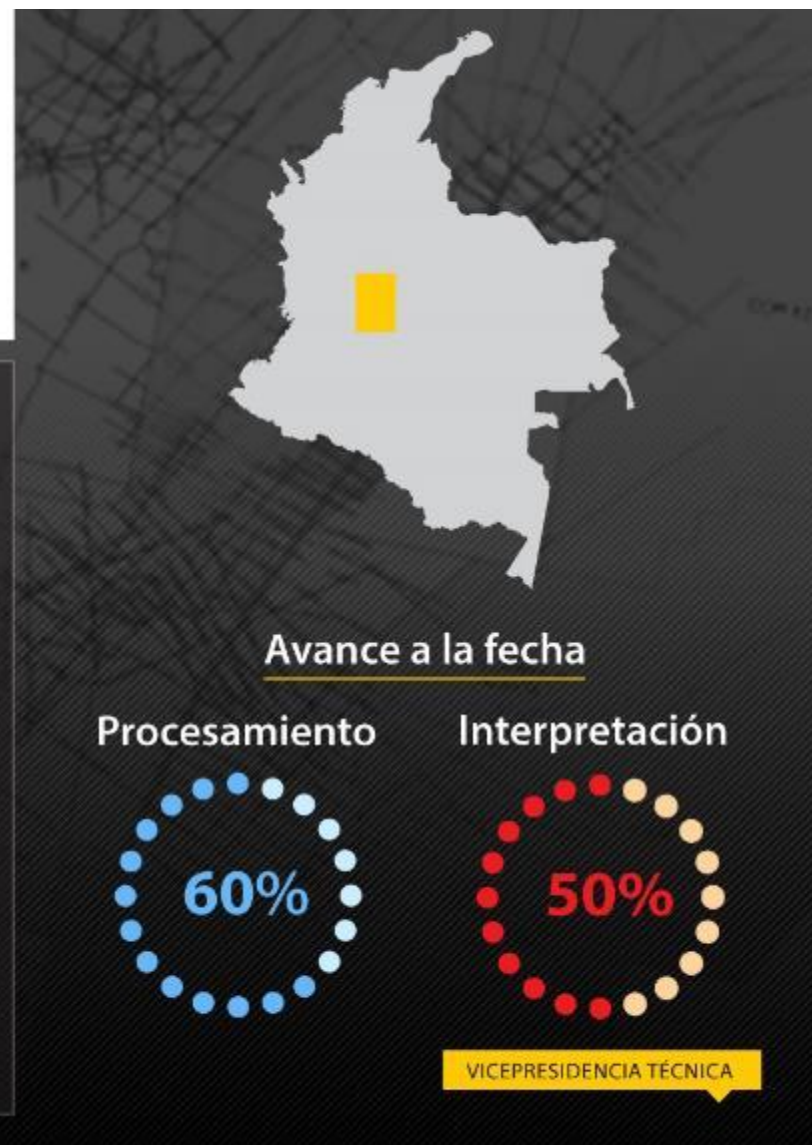 Avance a la fecha
Procesamiento
Interpretación
60%
50%
VICEPRESIDENCIA TÉCNICA